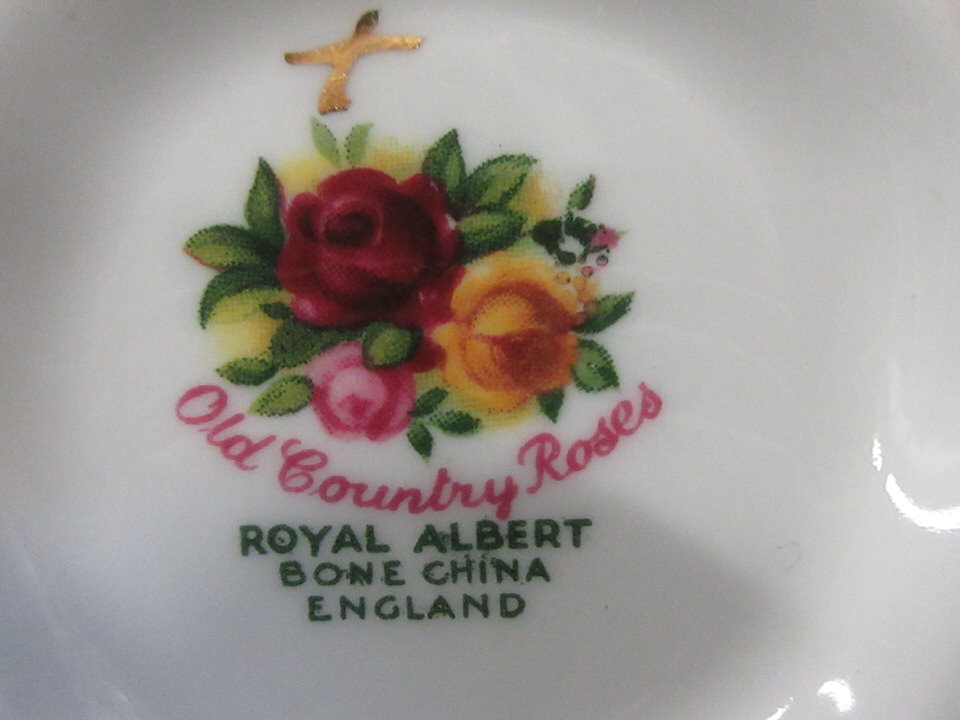 Old Country Roses
ROYAL ALBERT
BONE CHINA
ENGLAND